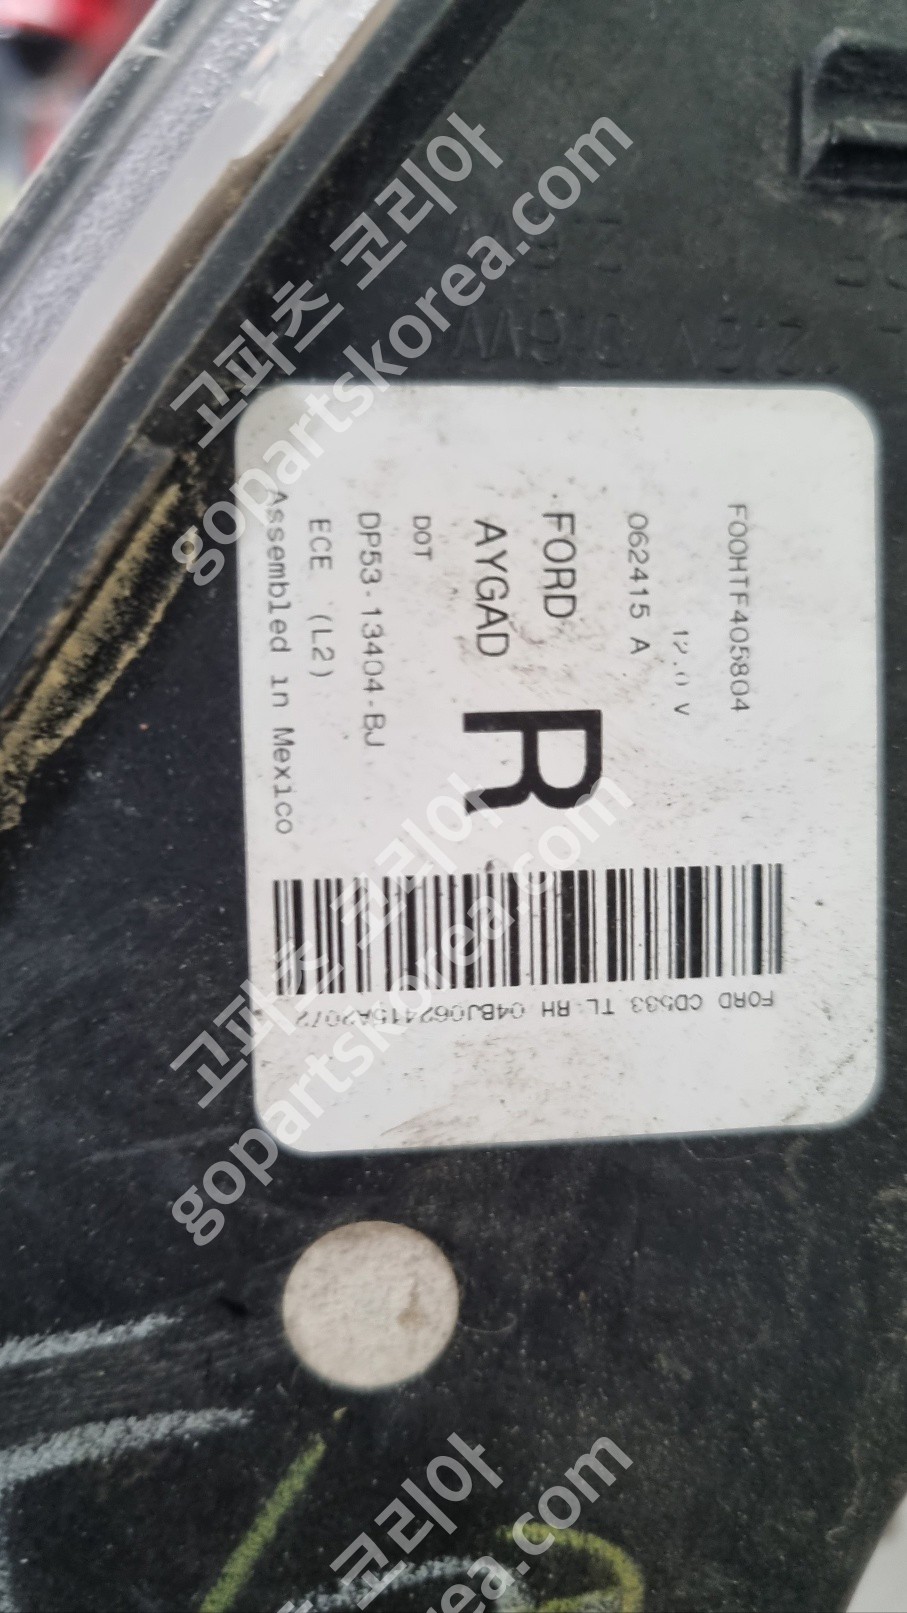 FOOHTF405804
12.0 V
062415 A
FORD
AYGAD
R
DOT
DP53-13404-BJ
ECE (L2)
Assembled in Mexico
FORD CD533 TL RH 04BJ062415A2072
고파츠 코리아
gopartskorea.com
고파츠 코리아
gopartskorea.com
고파츠 코리아
gopartskorea.com